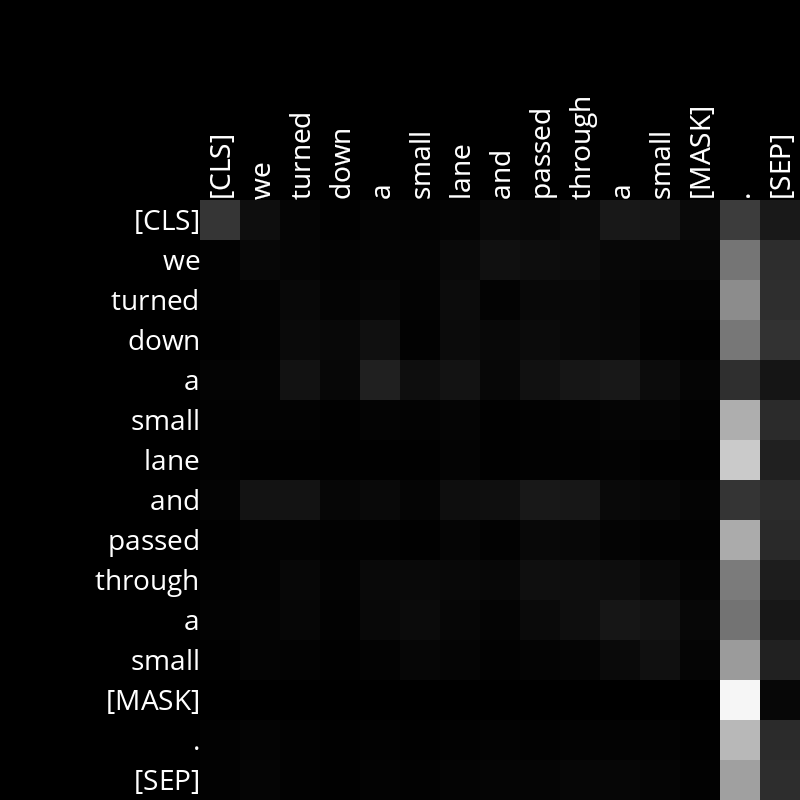 [CLS] we turned down a small lane and passed through a small [MASK] . [SEP]
[CLS]
we
turned
down
a
small
lane
and
passed
through
a
small
[MASK]
.
[SEP]